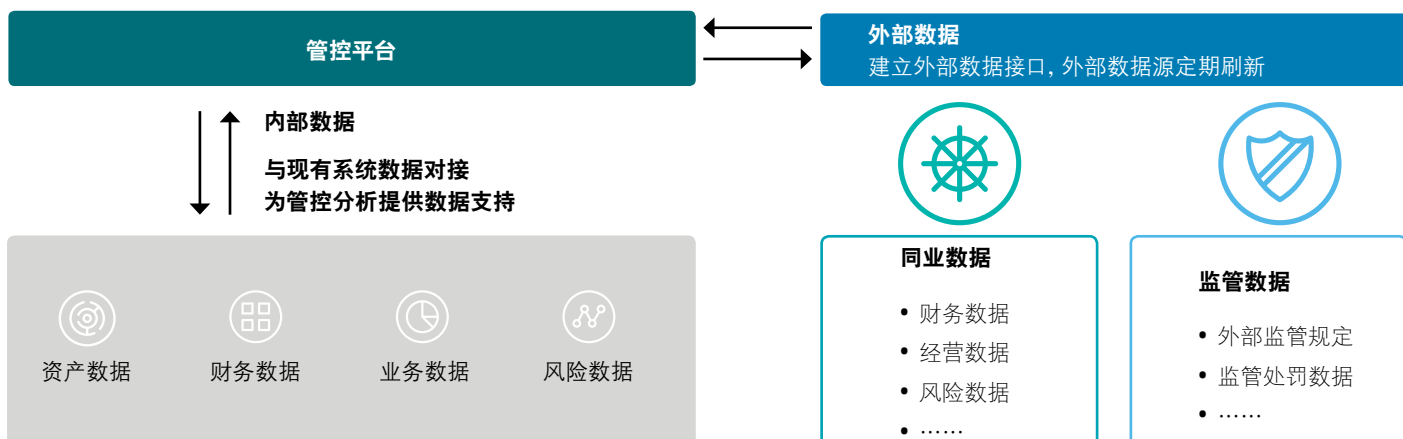 管控平台
外部数据
建立外部数据接口, 外部数据源定期刷新
内部数据
与现有系统数据对接
为管控分析提供数据支持
资产数据
财务数据
业务数据
风险数据
同业数据
• 财务数据
• 经营数据
• 风险数据
• ……
监管数据
• 外部监管规定
• 监管处罚数据
• ……